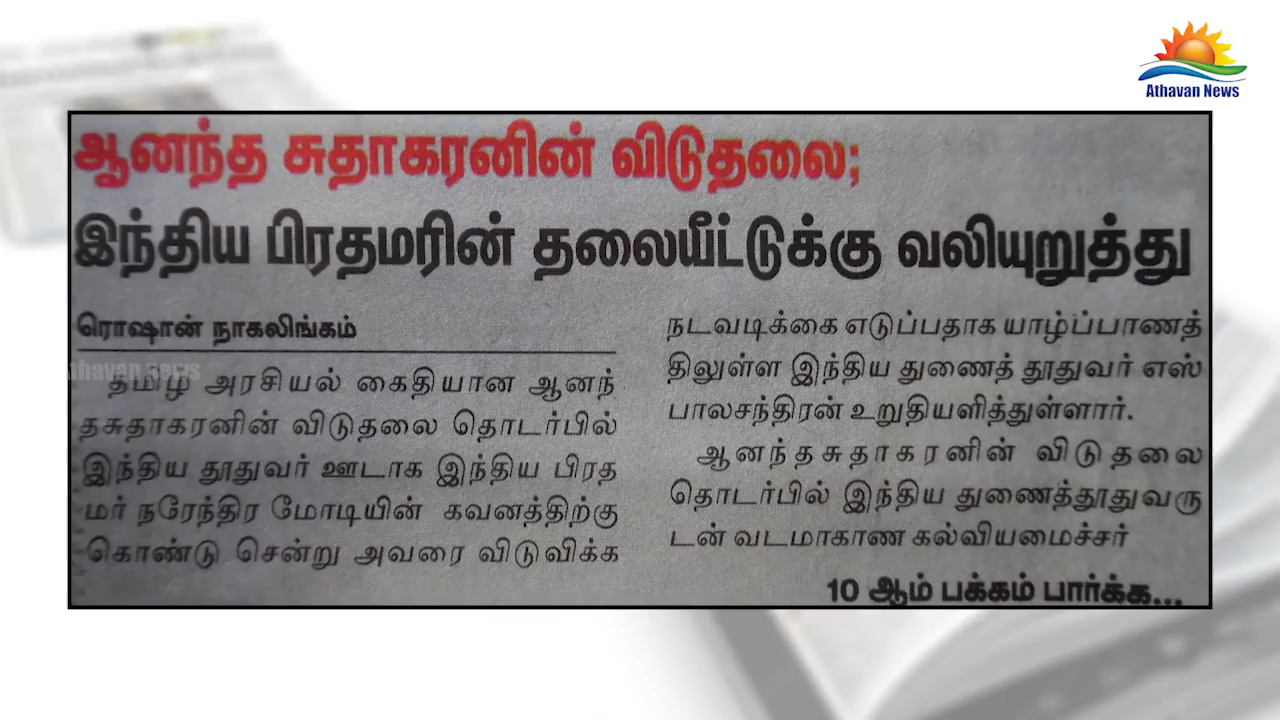 Athavan News
ஆனந்த சுதாகரனின் விடுதலை;
இந்திய பிரதமரின் தலையீட்டுக்கு வலியுறுத்து
ரொஷான் நாகலிங்கம்
Athavan news
தமிழ் அரசியல் கைதியான ஆனந்
தசுதாகரனின் விடுதலை தொடர்பில்
இந்திய தூதுவர் ஊடாக இந்திய பிரத
மர் நரேந்திர மோடியின் கவனத்திற்கு
கொண்டு சென்று அவரை விடுவிக்க
நடவடிக்கை எடுப்பதாக யாழ்ப்பாணத்
திலுள்ள இந்திய துணைத் தூதுவர் எஸ்
பாலசந்திரன் உறுதியளித்துள்ளார்.
ஆனந்தசுதாகரனின் விடுதலை
தொடர்பில் இந்திய துணைத்தூதுவரு
டன் வடமாகாண கல்வியமைச்சர்
10 ஆம் பக்கம் பார்க்க...